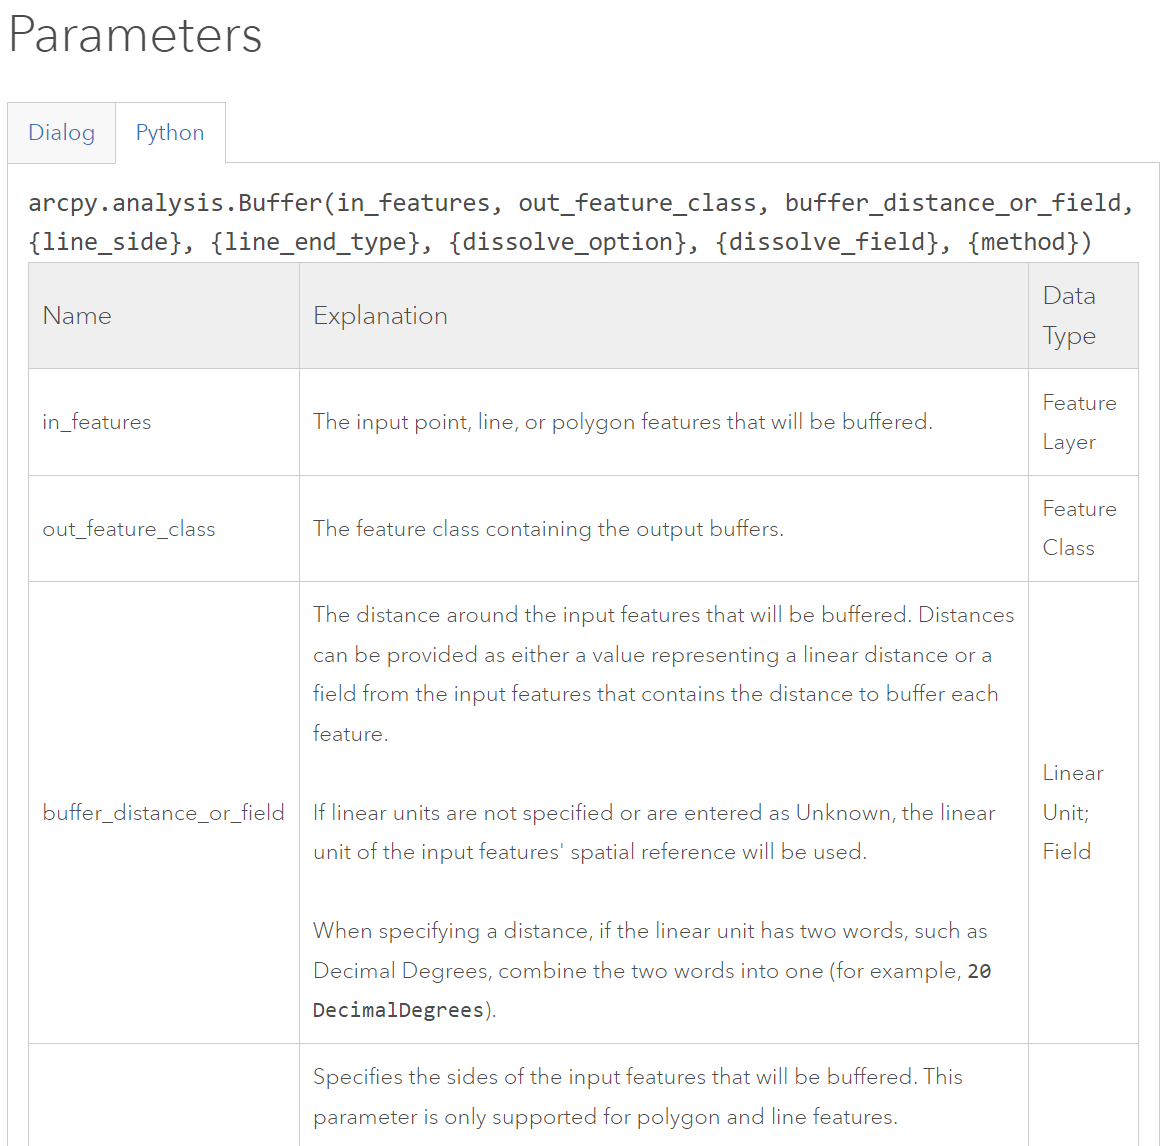 Parameters
Dialog Python
arcpy.analysis.Buffer(in_features, out_feature_class, buffer_distance_or_field,
{line_side}, {line_end_type}, {dissolve_option}, {dissolve_field}, {method})
Name Explanation Data
Type
in_features The input point, line, or polygon features that will be buffered. Feature
Layer
out_feature_class The feature class containing the output buffers. Feature
Class
buffer_distance_or_field
The distance around the input features that will be buffered. Distances
can be provided as either a value representing a linear distance or a
field from the input features that contains the distance to buffer each
feature.
If linear units are not specified or are entered as Unknown, the linear
unit of the input features' spatial reference will be used.
When specifying a distance, if the linear unit has two words, such as
Decimal Degrees, combine the two words into one (for example, 20
DecimalDegrees).
Linear
Unit;
Field
Specifies the sides of the input features that will be buffered. This
parameter is only supported for polygon and line features.